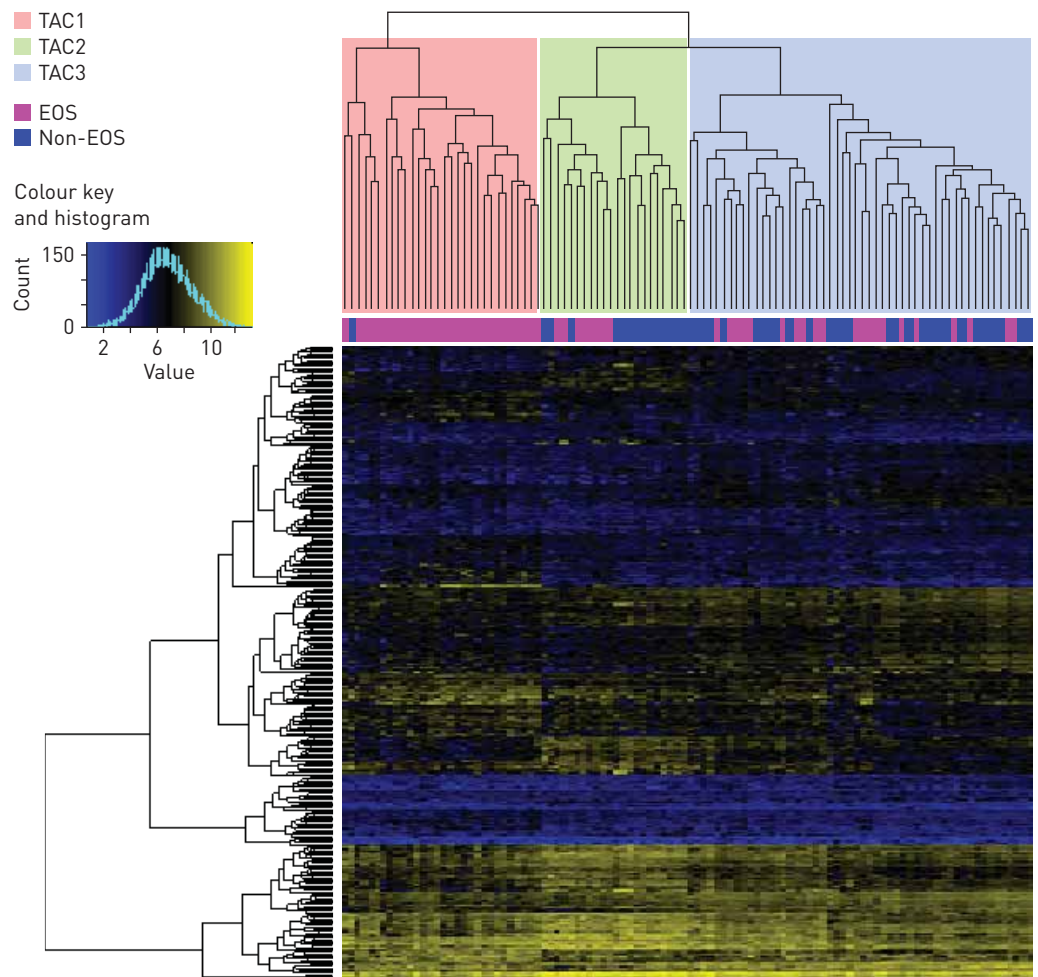 TAC1
TAC2
TAC3
EOS
Non-EOS
Colour key
and histogram
150
Count
0
2 6 10
Value